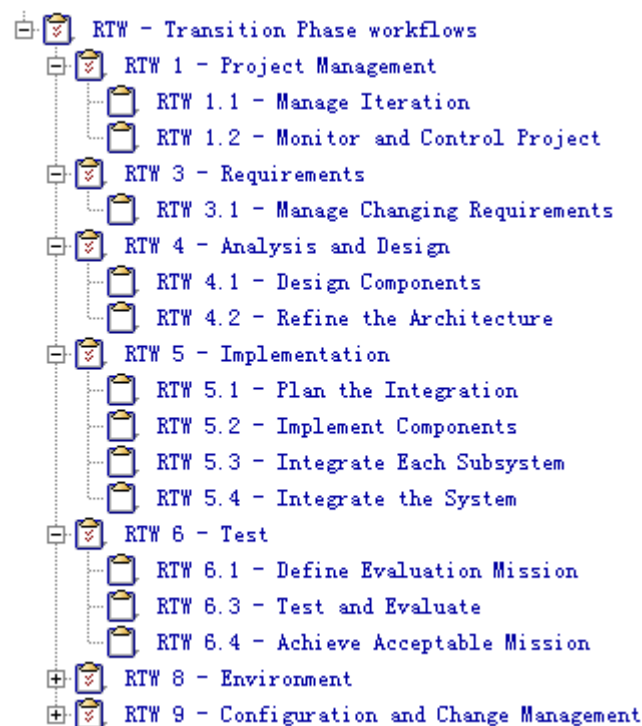 RTW - Transition Phase workflows
RTW 1 - Project Management
RTW 1.1 - Manage Iteration
RTW 1.2 - Monitor and Control Project
RTW 3 - Requirements
RTW 3.1 - Manage Changing Requirements
RTW 4 - Analysis and Design
RTW 4.1 - Design Components
RTW 4.2 - Refine the Architecture
RTW 5 - Implementation
RTW 5.1 - Plan the Integration
RTW 5.2 - Implement Components
RTW 5.3 - Integrate Each Subsystem
RTW 5.4 - Integrate the System
RTW 6 - Test
RTW 6.1 - Define Evaluation Mission
RTW 6.3 - Test and Evaluate
RTW 6.4 - Achieve Acceptable Mission
RTW 8 - Environment
RTW 9 - Configuration and Change Management